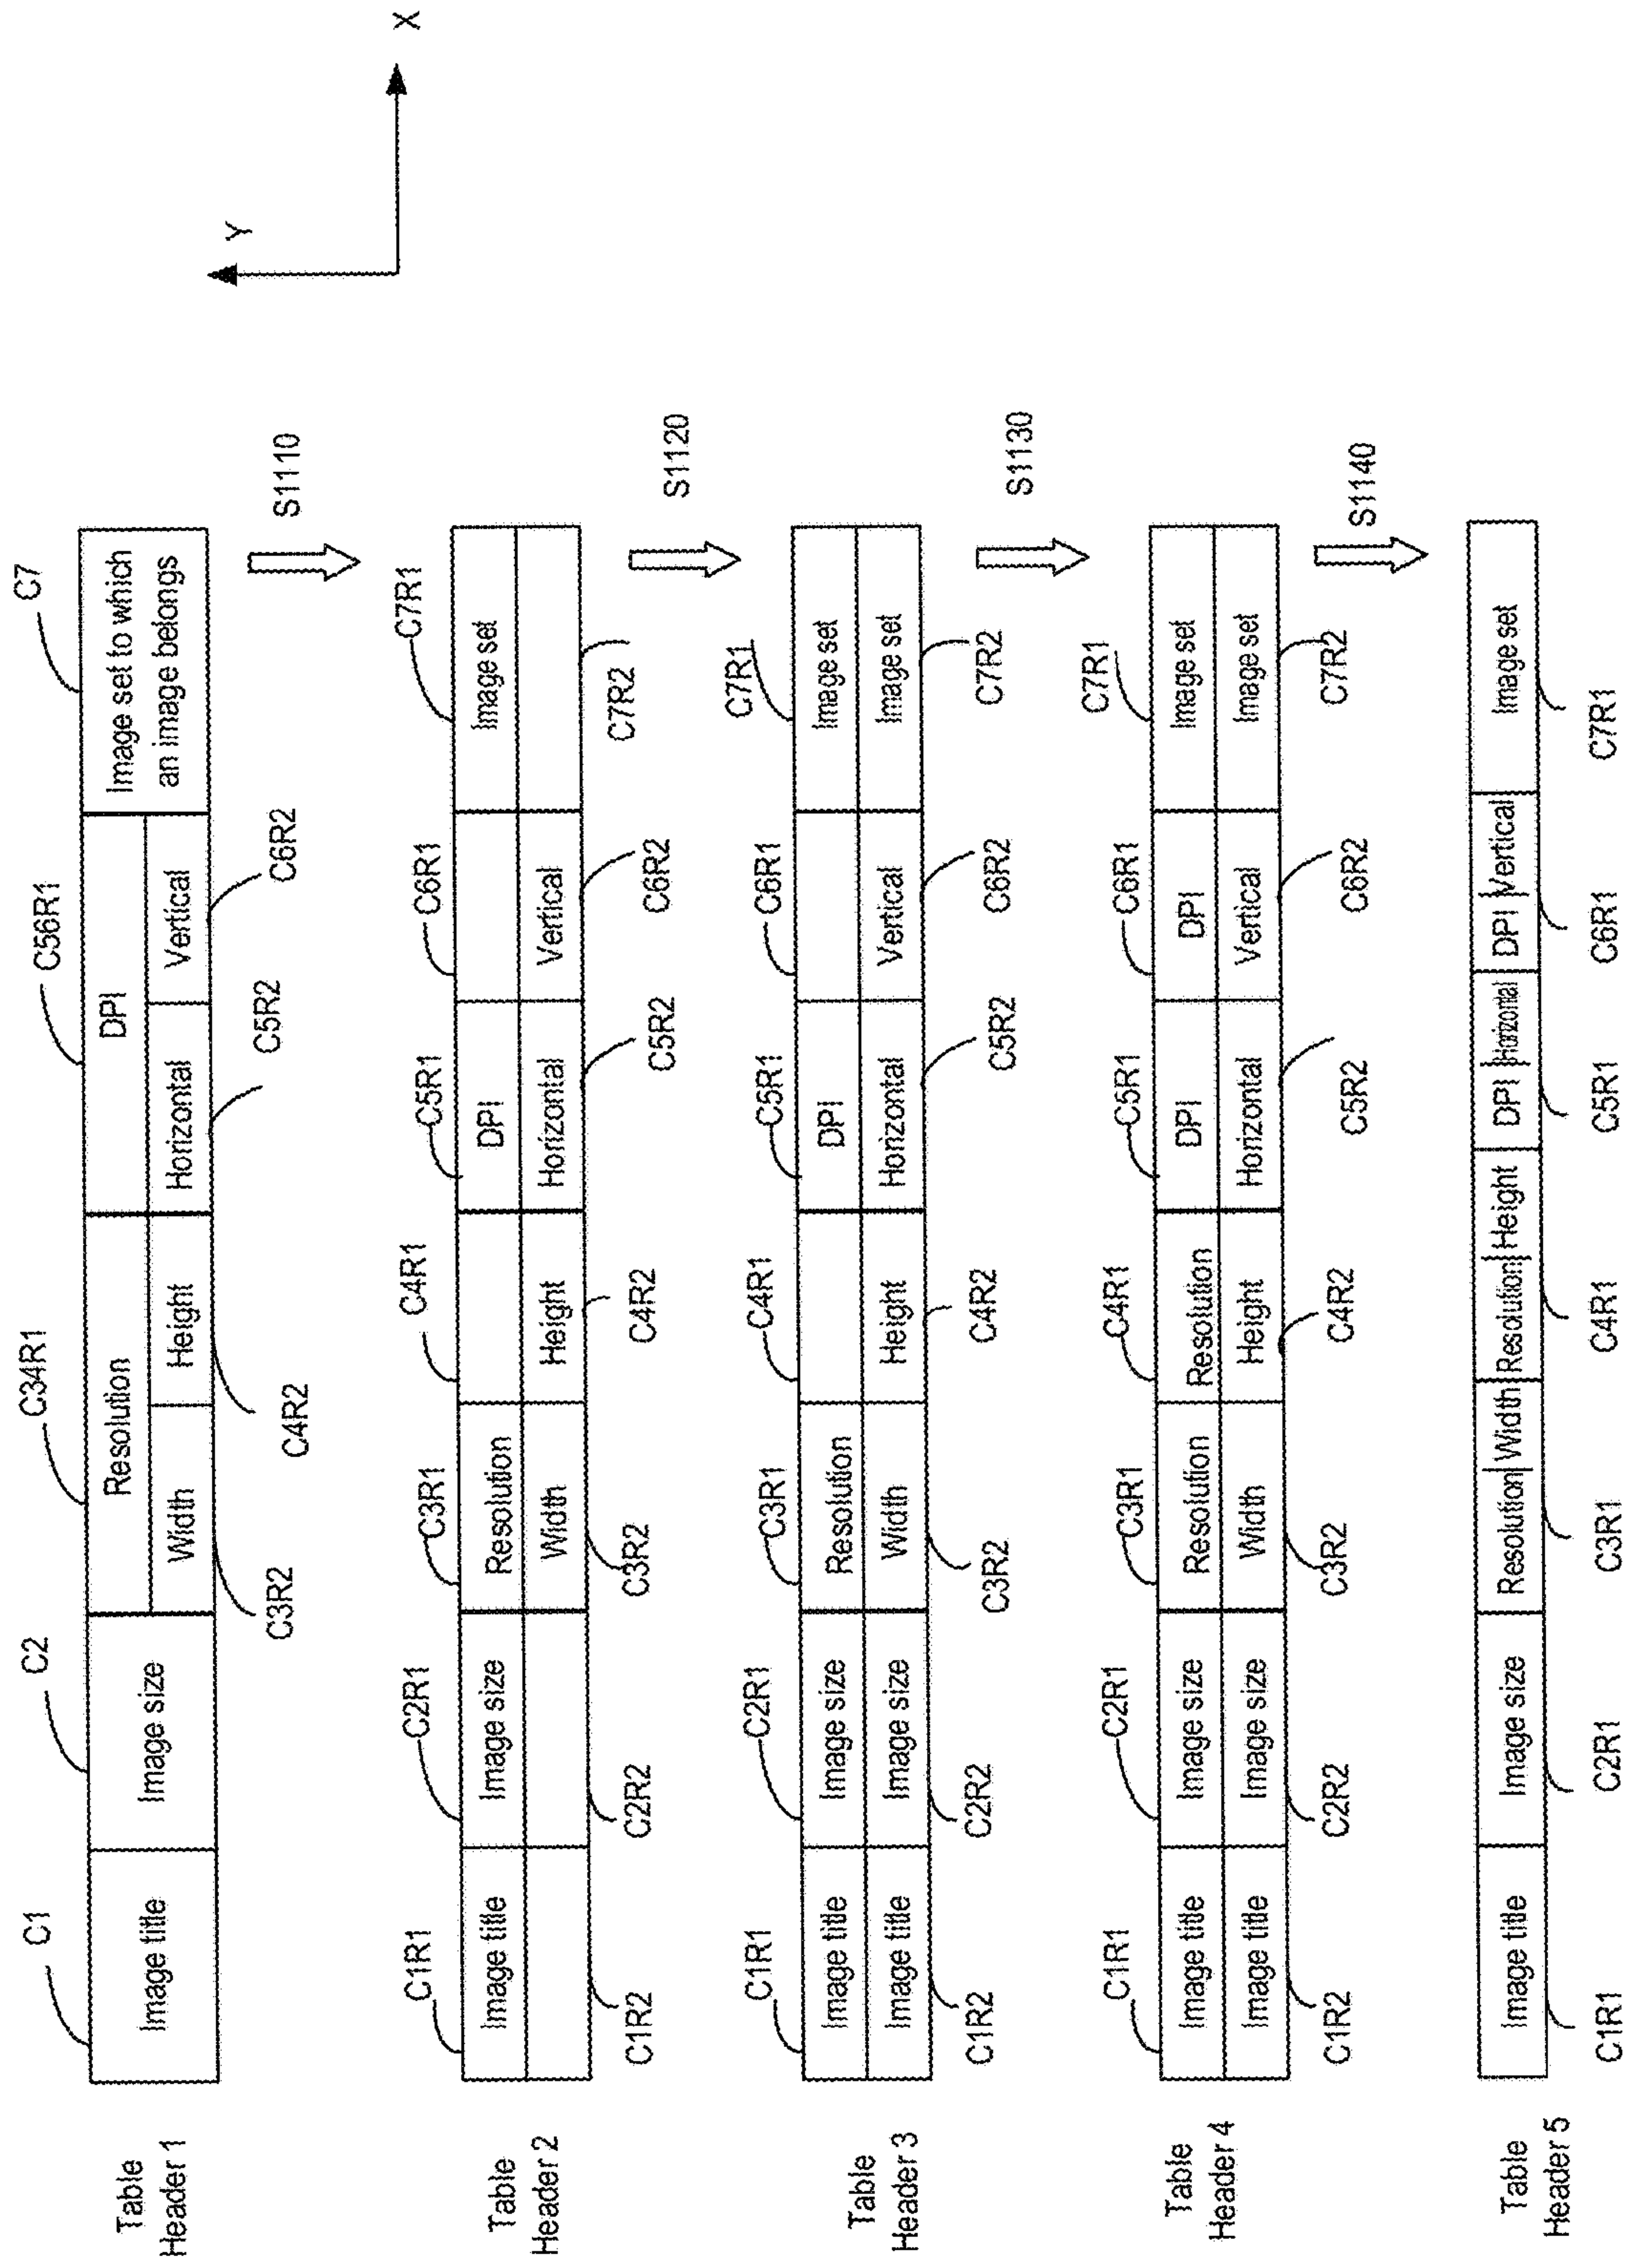 Y
X
C1
C2
C34R1
C56R1
C7
Table
Header 1
Image title
Image size
Resolution
DPI
Image set to which
an image belongs
Width
Height
Horizontal
Vertical
C3R2
C4R2
C5R2
C6R2
S1110
C1R1
C2R1
C3R1
C4R1
C5R1
C6R1
C7R1
Table
Header 2
Image title
Image size
Resolution
DPI
Image set
Width
Height
Horizontal
Vertical
C1R2
C2R2
C3R2
C4R2
C5R2
C6R2
C7R2
S1120
C1R1
C2R1
C3R1
C4R1
C5R1
C6R1
C7R1
Table
Header 3
Image title
Image size
Resolution
DPI
Image set
Image title
Image size
Width
Height
Horizontal
Vertical
Image set
C1R2
C2R2
C3R2
C4R2
C5R2
C6R2
C7R2
S1130
C1R1
C2R1
C3R1
C4R1
C5R1
C6R1
C7R1
Table
Header 4
Image title
Image size
Resolution
Resolution
DPI
DPI
Image set
Image title
Image size
Width
Height
Horizontal
Vertical
Image set
C1R2
C2R2
C3R2
C4R2
C5R2
C6R2
C7R2
S1140
Table
Header 5
Image title
Image size
Resolution|Width
Resolution|Height
DPI|Horizontal
DPI|Vertical
Image set
C1R1
C2R1
C3R1
C4R1
C5R1
C6R1
C7R1